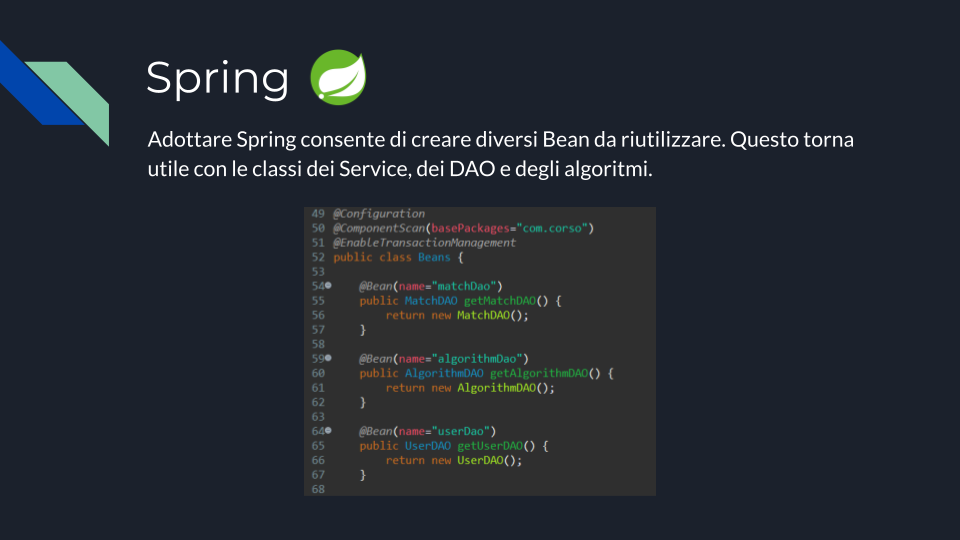 Spring
Adottare Spring consente di creare diversi Bean da riutilizzare. Questo torna
utile con le classi dei Service, dei DAO e degli algoritmi.
49 @Configuration
50 @ComponentScan(basePackages="com.corso")
51 @EnableTransactionManagement
52 public class Beans {
53
54 @Bean(name="matchDao")
55 public MatchDAO getMatchDAO() {
56 return new MatchDAO();
57 }
58
59 @Bean(name="algorithmDao")
60 public AlgorithmDAO getAlgorithmDAO() {
61 return new AlgorithmDAO();
62 }
63
64 @Bean(name="userDao")
65 public UserDAO getUserDAO() {
66 return new UserDAO();
67 }
68